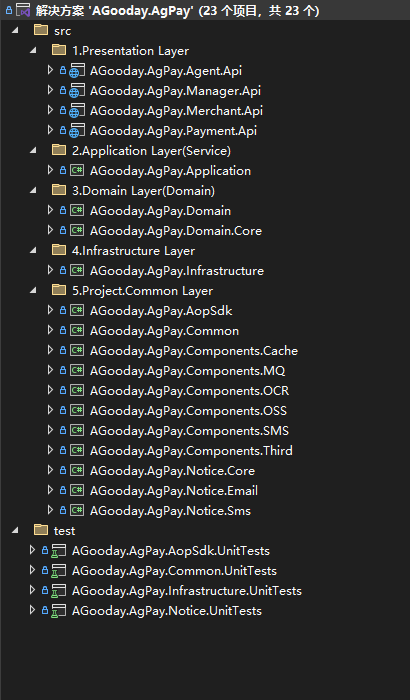 解决方案 'AGooday.AgPay' (23 个项目，共 23 个)
src
1.Presentation Layer
AGooday.AgPay.Agent.Api
AGooday.AgPay.Manager.Api
AGooday.AgPay.Merchant.Api
AGooday.AgPay.Payment.Api
2.Application Layer(Service)
AGooday.AgPay.Application
3.Domain Layer(Domain)
AGooday.AgPay.Domain
AGooday.AgPay.Domain.Core
4.Infrastructure Layer
AGooday.AgPay.Infrastructure
5.Project.Common Layer
AGooday.AgPay.AopSdk
AGooday.AgPay.Common
AGooday.AgPay.Components.Cache
AGooday.AgPay.Components.MQ
AGooday.AgPay.Components.OCR
AGooday.AgPay.Components.OSS
AGooday.AgPay.Components.SMS
AGooday.AgPay.Components.Third
AGooday.AgPay.Notice.Core
AGooday.AgPay.Notice.Email
AGooday.AgPay.Notice.Sms
test
AGooday.AgPay.AopSdk.UnitTests
AGooday.AgPay.Common.UnitTests
AGooday.AgPay.Infrastructure.UnitTests
AGooday.AgPay.Notice.UnitTests